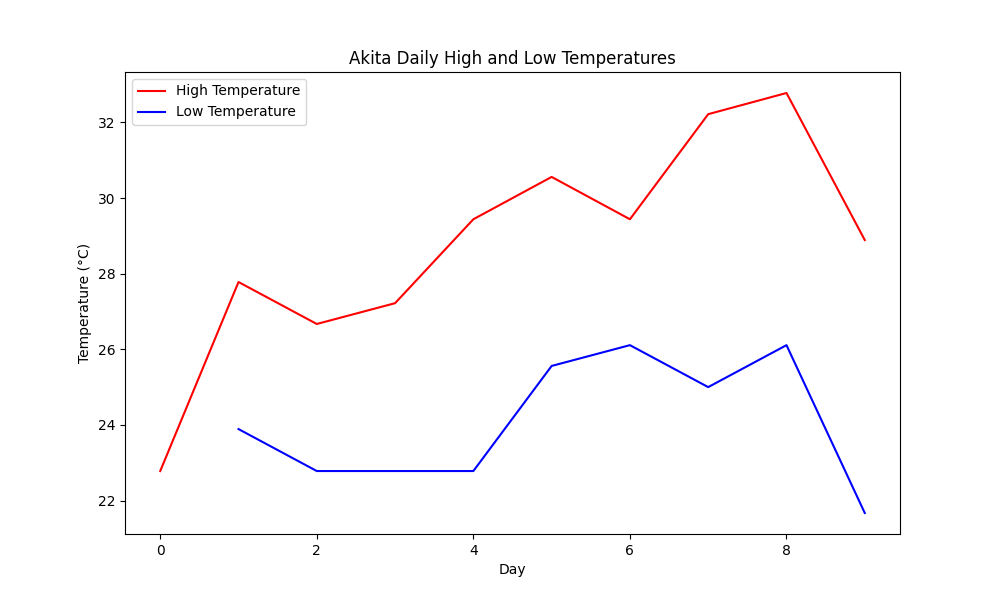 Akita Daily High and Low Temperatures
High Temperature
Low Temperature
Temperature (°C)
32
30
28
26
24
22
0 2 4 6 8
Day